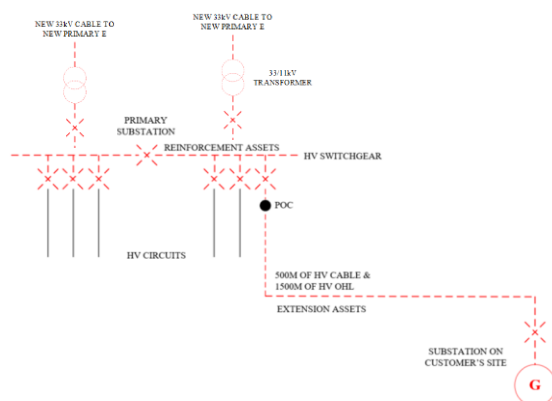 NEW 33kV CABLE TO
NEW PRIMARY E
NEW 33kV CABLE TO
NEW PRIMARY E
33/11kV
TRANSFORMER
PRIMARY
SUBSTATION
REINFORCEMENT ASSETS
HV SWITCHGEAR
POC
HV CIRCUITS
500M OF HV CABLE &
1500M OF HV OHL
EXTENSION ASSETS
SUBSTATION ON
CUSTOMER'S SITE
G